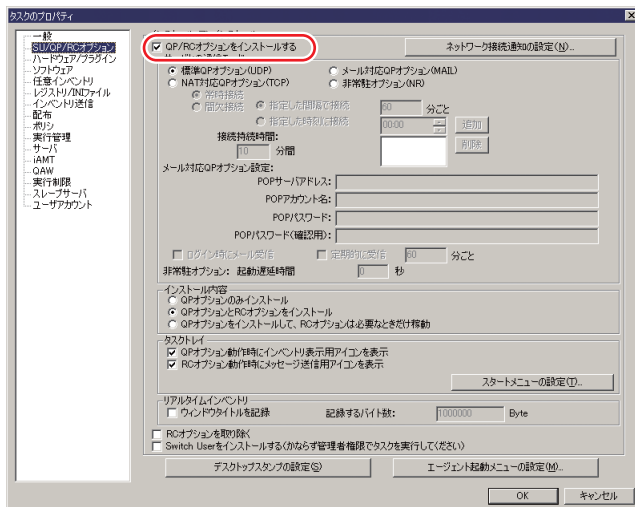 タスクのプロパティ
一般
SU/QP/RCオプション
ハードウェア/プラグイン
ソフトウェア
任意インベントリ
レジストリ/INIファイル
インベントリ送信
配布
ポリシ
実行管理
サーバ
iAMT
QAW
実行制限
スレーブサーバ
ユーザアカウント
QP/RCオプションをインストールする
ネットワーク接続通知の設定(N)..
標準QPオプション(UDP) メール対応QPオプション(MAIL)
NAT対応QPオプション(TCP) 非常駐オプション(NR)
常時接続
間欠接続 指定した間隔で接続 60 分ごと
指定した時刻に接続 00:00 追加
接続持続時間: 削除
10 分間
メール対応QPオプション設定:
POPサーバアドレス:
POPアカウント名:
POPパスワード:
POPパスワード(確認用):
ログイン時にメール受信 定期的に受信 60 分ごと
非常駐オプション: 起動遅延時間 0 秒
インストール内容
QPオプションのみインストール
QPオプションとRCオプションをインストール
QPオプションをインストールして、RCオプションは必要なときだけ稼動
タスクトレイ
QPオプション動作時にインベントリ表示用アイコンを表示
RCオプション動作時にメッセージ送信用アイコンを表示
スタートメニューの設定(T)..
リアルタイムインベントリ
ウィンドウタイトルを記録 記録するバイト数: 1000000 Byte
RCオプションを取り除く
Switch Userをインストールする(かならず管理者権限でタスクを実行してください)
デスクトップスタンプの設定(S) エージェント起動メニューの設定(M)..
OK キャンセル